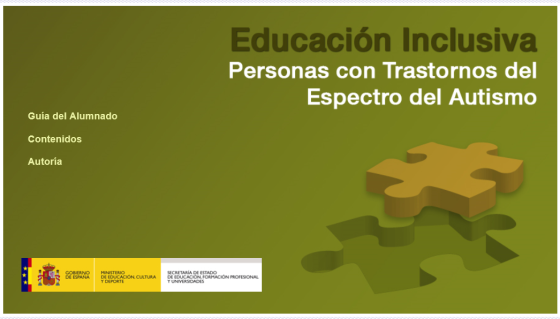 Educación Inclusiva
Personas con Trastornos del
Espectro del Autismo
Guía del Alumnado
Contenidos
Autoria
GOBIERNO
DE ESPAÑA
MINISTERIO
DE EDUCACIÓN, CULTURA
Y DEPORTE
SECRETARÍA DE ESTADO
DE EDUCACIÓN, FORMACIÓN PROFESIONAL
Y UNIVERSIDADES